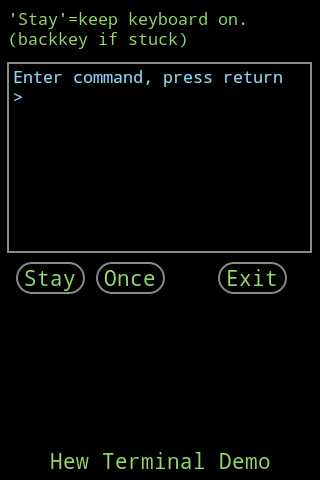 'Stay'=keep keyboard on.
(backkey if stuck)
Enter command, press return
>
Stay Once Exit
Hew Terminal Demo